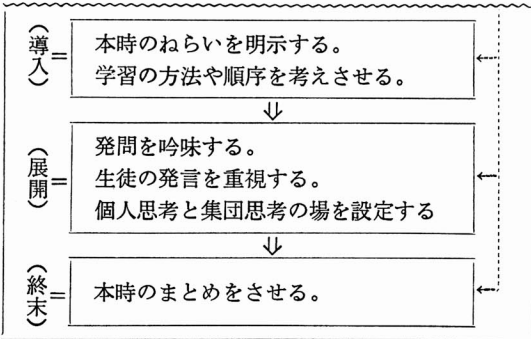 （導入）＝
本時のねらいを明示する。
学習の方法や順序を考えさせる。
⇓
（展開）＝
発問を吟味する。
生徒の発言を重視する。
個人思考と集団思考の場を設定する
⇓
（終末）＝
本時のまとめをさせる。